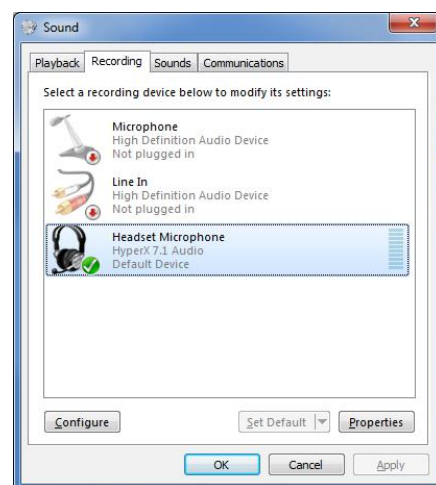 Sound
x
Playback Recording Sounds Communications
Select a recording device below to modify its settings:
Microphone
High Definition Audio Device
Not plugged in
Line In
High Definition Audio Device
Not plugged in
Headset Microphone
HyperX 7.1 Audio
Default Device
Configure Set Default Properties
OK Cancel Apply